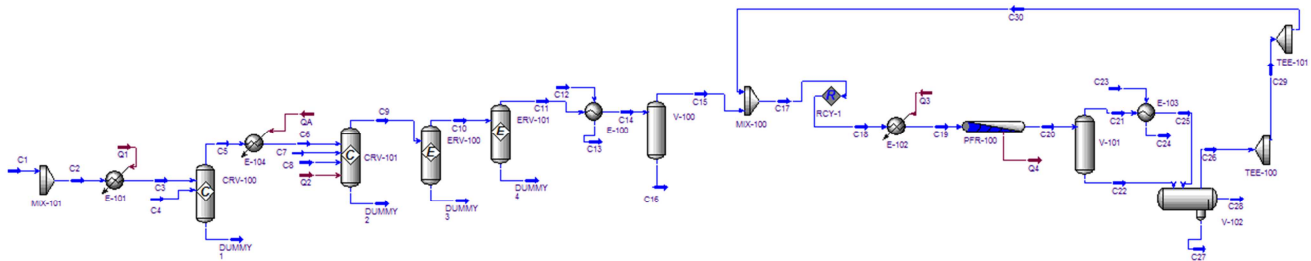 C30
C29
TEE-101
C1
MIX-101
C2
Q1
E-101
C3
C4
C
CRV-100
DUMMY
1
C5
E-104
QA
C6
C7
C8
Q2
C
CRV-101
DUMMY
2
C9
E
ERV-100
DUMMY
3
C10
E
ERV-101
DUMMY
4
C11
C12
E-100
C13
C14
V-100
C15
C16
MIX-100
C17
R
RCY-1
C18
Q3
E-102
C19
PFR-100
Q4
C20
V-101
C21
C22
C23
E-103
C24
C25
C26
TEE-100
C28
V-102
C27